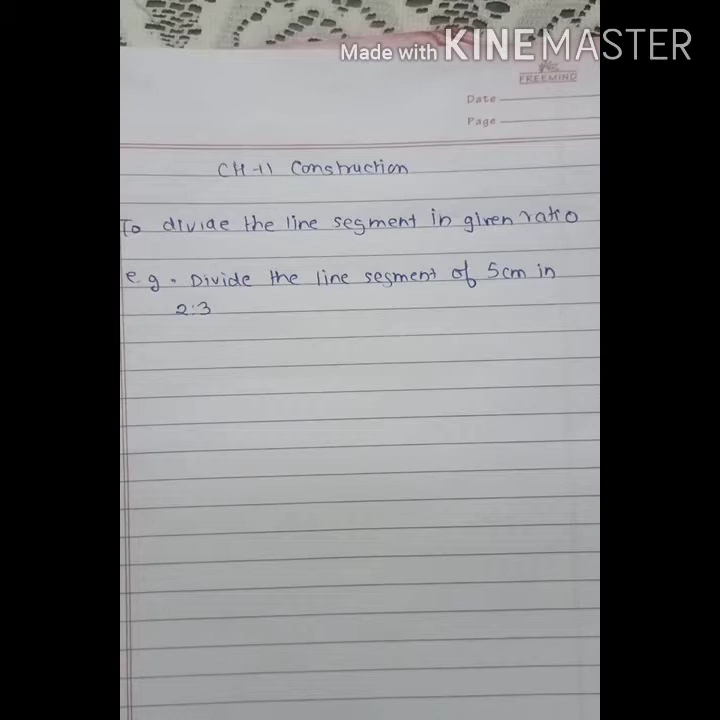 Made with KINEMASTER
FREEMIND
Date
Page
CH-11 Construction
To divide the line segment in given ratio
e.g. Divide the line segment of 5cm in
2:3